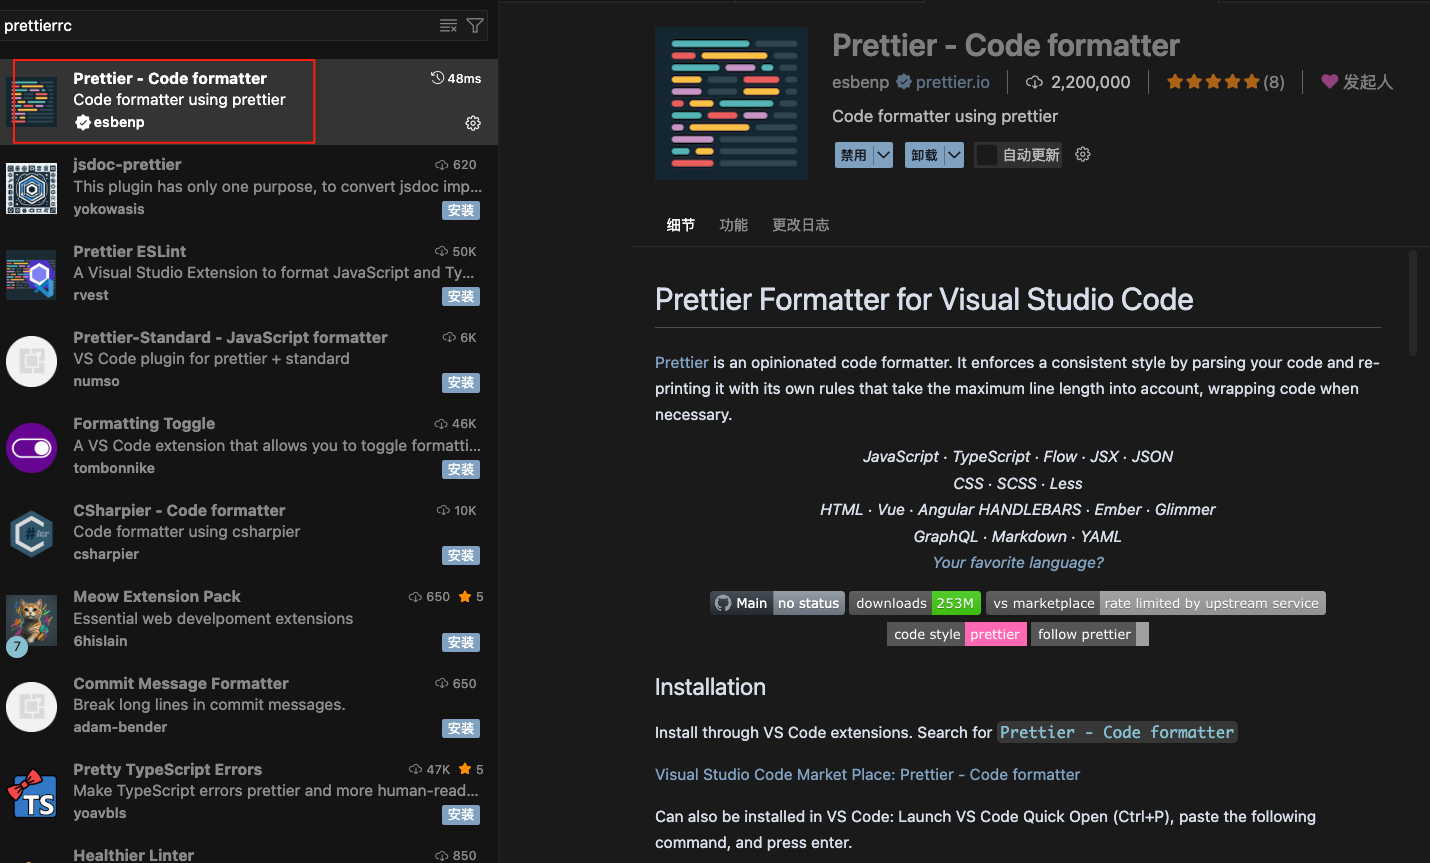 prettierrc
Prettier - Code formatter
48ms
Code formatter using prettier
esbenp
jsdoc-prettier
620
This plugin has only one purpose, to convert jsdoc imp...
yokowasis
安装
Prettier ESLint
50K
A Visual Studio Extension to format JavaScript and Ty...
rvest
安装
Prettier-Standard - JavaScript formatter
6K
VS Code plugin for prettier + standard
numso
安装
Formatting Toggle
46K
A VS Code extension that allows you to toggle formatti...
tombonnike
安装
CSharpier - Code formatter
10K
Code formatter using csharpier
csharpier
安装
Meow Extension Pack
650
5
Essential web develpoment extensions
6hislain
7
安装
Commit Message Formatter
650
Break long lines in commit messages.
adam-bender
安装
Pretty TypeScript Errors
47K
5
Make TypeScript errors prettier and more human-read...
TS
yoavbls
安装
Healthier Linter
850
Prettier - Code formatter
esbenp
prettier.io
2,200,000
(8)
发起人
Code formatter using prettier
禁用
卸载
自动更新
细节
功能
更改日志
Prettier Formatter for Visual Studio Code
Prettier is an opinionated code formatter. It enforces a consistent style by parsing your code and re-
printing it with its own rules that take the maximum line length into account, wrapping code when
necessary.
JavaScript · TypeScript · Flow · JSX · JSON
CSS · SCSS · Less
HTML · Vue · Angular HANDLEBARS · Ember · Glimmer
GraphQL · Markdown · YAML
Your favorite language?
Main no status
downloads 253M
vs marketplace rate limited by upstream service
code style prettier
follow prettier
Installation
Install through VS Code extensions. Search for Prettier - Code formatter
Visual Studio Code Market Place: Prettier - Code formatter
Can also be installed in VS Code: Launch VS Code Quick Open (Ctrl+P), paste the following
command, and press enter.